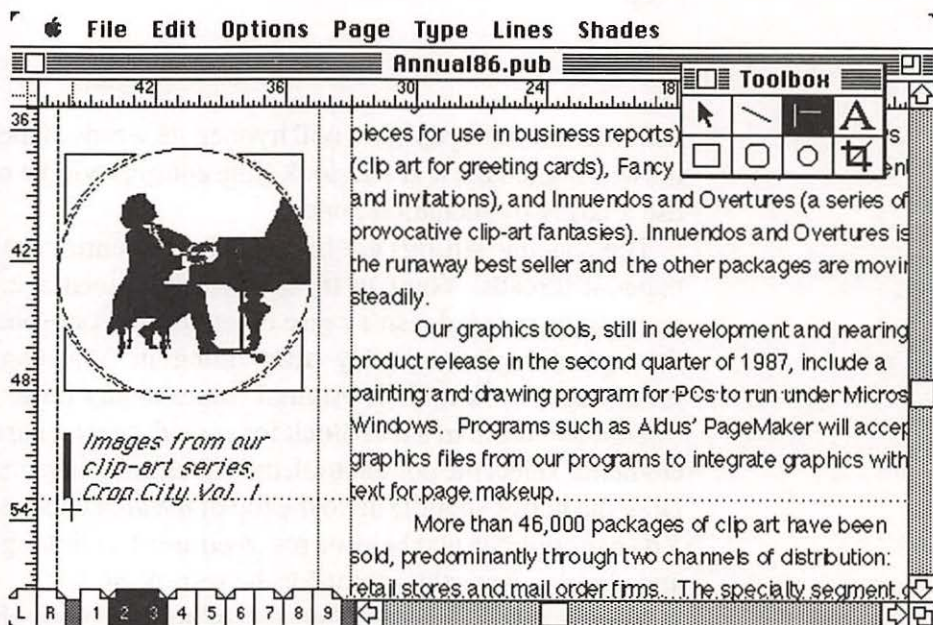 File Edit Options Page Type Lines Shades
Annual86.pub
Toolbox
42 36 30 24 18
A
36
42
48
54
Images from our
clip-art series,
Crop City Vol. 1
pieces for use in business reports)
(clip art for greeting cards), Fancy
and invitations), and Innuendos and Overtures (a series of
provocative clip-art fantasies). Innuendos and Overtures is
the runaway best seller and the other packages are movin
steadily.
Our graphics tools, still in development and nearing
product release in the second quarter of 1987, include a
painting and drawing program for PCs to run under Micros
Windows. Programs such as Aldus' PageMaker will accep
graphics files from our programs to integrate graphics with
text for page makeup.
More than 46,000 packages of clip art have been
sold, predominantly through two channels of distribution:
retail stores and mail order firms. The specialty segment
L R 1 2 3 4 5 6 7 8 9